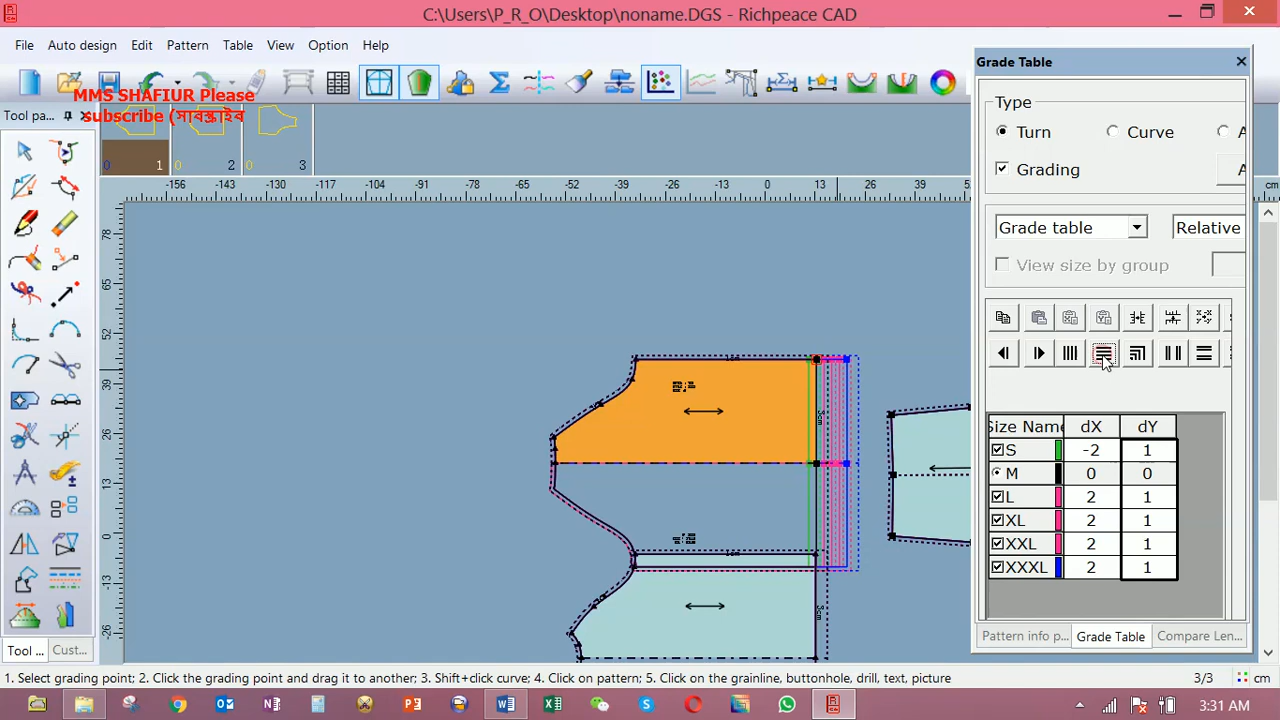 C:\Users\P_R_O\Desktop\noname.DGS - Richpeace CAD
File Auto design Edit Pattern Table View Option Help
MMS SHAFIUR Please
subscribe (সাবস্ক্রাইব
Tool pa...
0 1 0 2 0 3
-156 -143 -130 -117 -104 -91 -78 -65 -52 -39 -26 -13 0 13 26 39 5 cm
78
65
52
39
26
13
0
-13
-26
Tool ... Cust...
Grade Table
Type
Turn Curve A
Grading A
Grade table Relative
View size by group
Size Name dX dY
S -2 1
M 0 0
L 2 1
XL 2 1
XXL 2 1
XXXL 2 1
Pattern info p... Grade Table Compare Len...
1. Select grading point; 2. Click the grading point and drag it to another; 3. Shift+click curve; 4. Click on pattern; 5. Click on the grainline, buttonhole, drill, text, picture 3/3 cm
3:31 AM